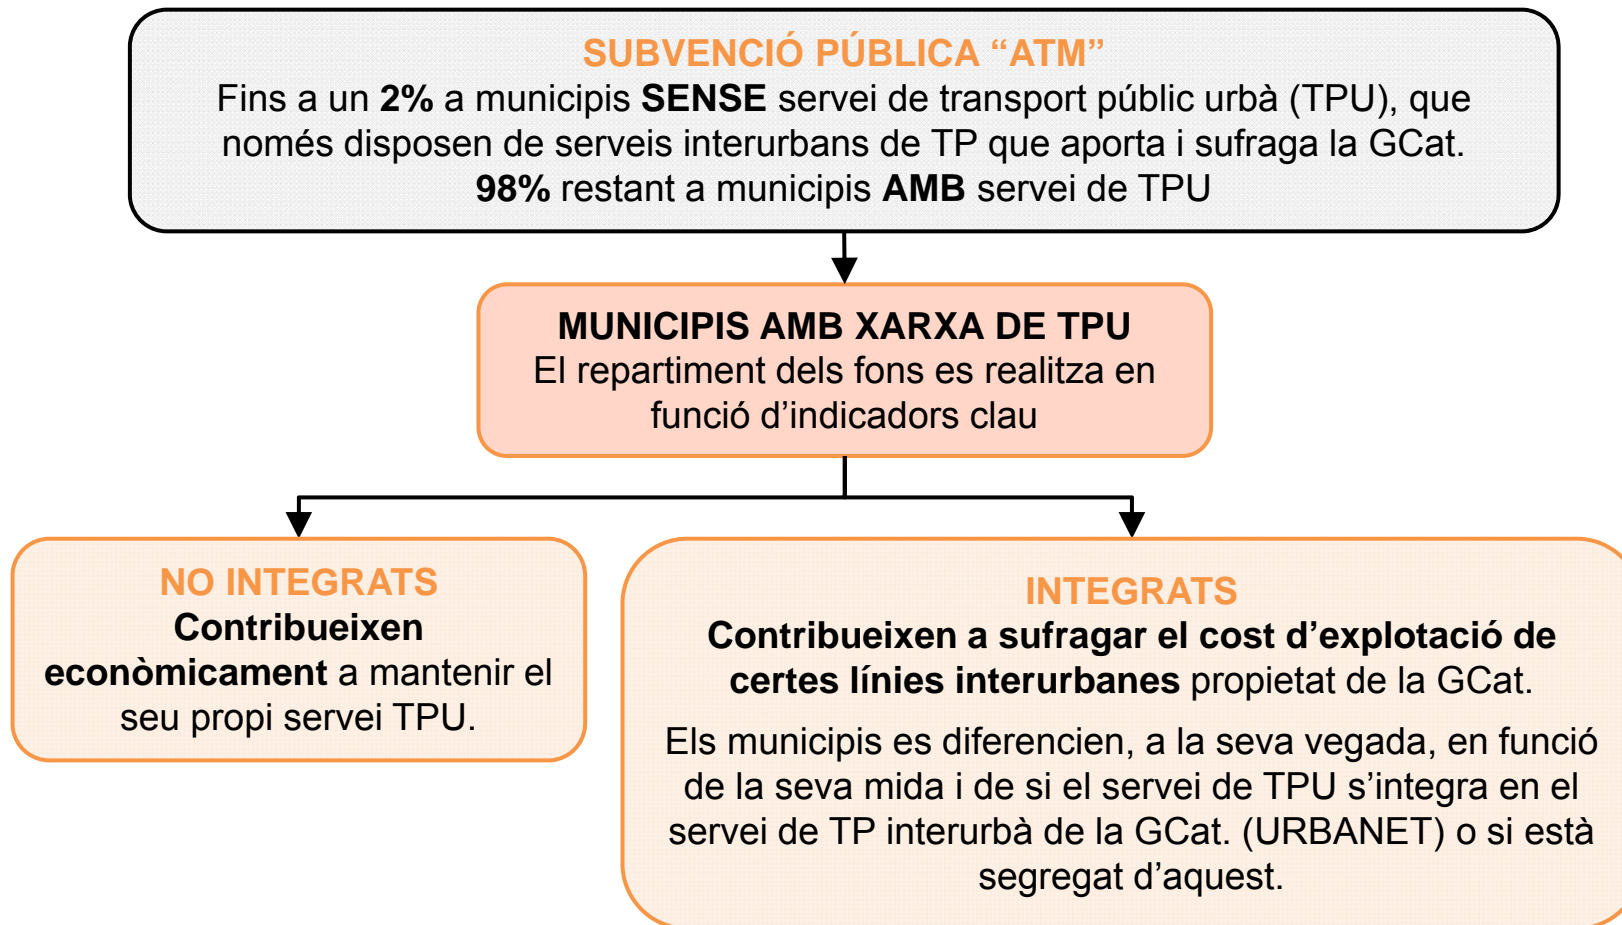 SUBVENCIÓ PÚBLICA “ATM”
Fins a un 2% a municipis SENSE servei de transport públic urbà (TPU), que
només disposen de serveis interurbans de TP que aporta i sufraga la GCat.
98% restant a municipis AMB servei de TPU
MUNICIPIS AMB XARXA DE TPU
El repartiment dels fons es realitza en
funció d’indicadors clau
NO INTEGRATS
Contribueixen
econòmicament a mantenir el
seu propi servei TPU.
INTEGRATS
Contribueixen a sufragar el cost d’explotació de
certes línies interurbanes propietat de la GCat.
Els municipis es diferencien, a la seva vegada, en funció
de la seva mida i de si el servei de TPU s’integra en el
servei de TP interurbà de la GCat. (URBANET) o si està
segregat d’aquest.